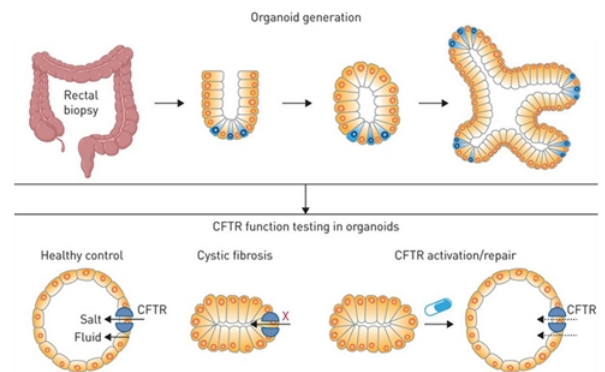 Organoid generation
Rectal
biopsy
CFTR function testing in organoids
Healthy control
Cystic fibrosis
CFTR activation/repair
CFTR
Salt
Fluid
X
CFTR